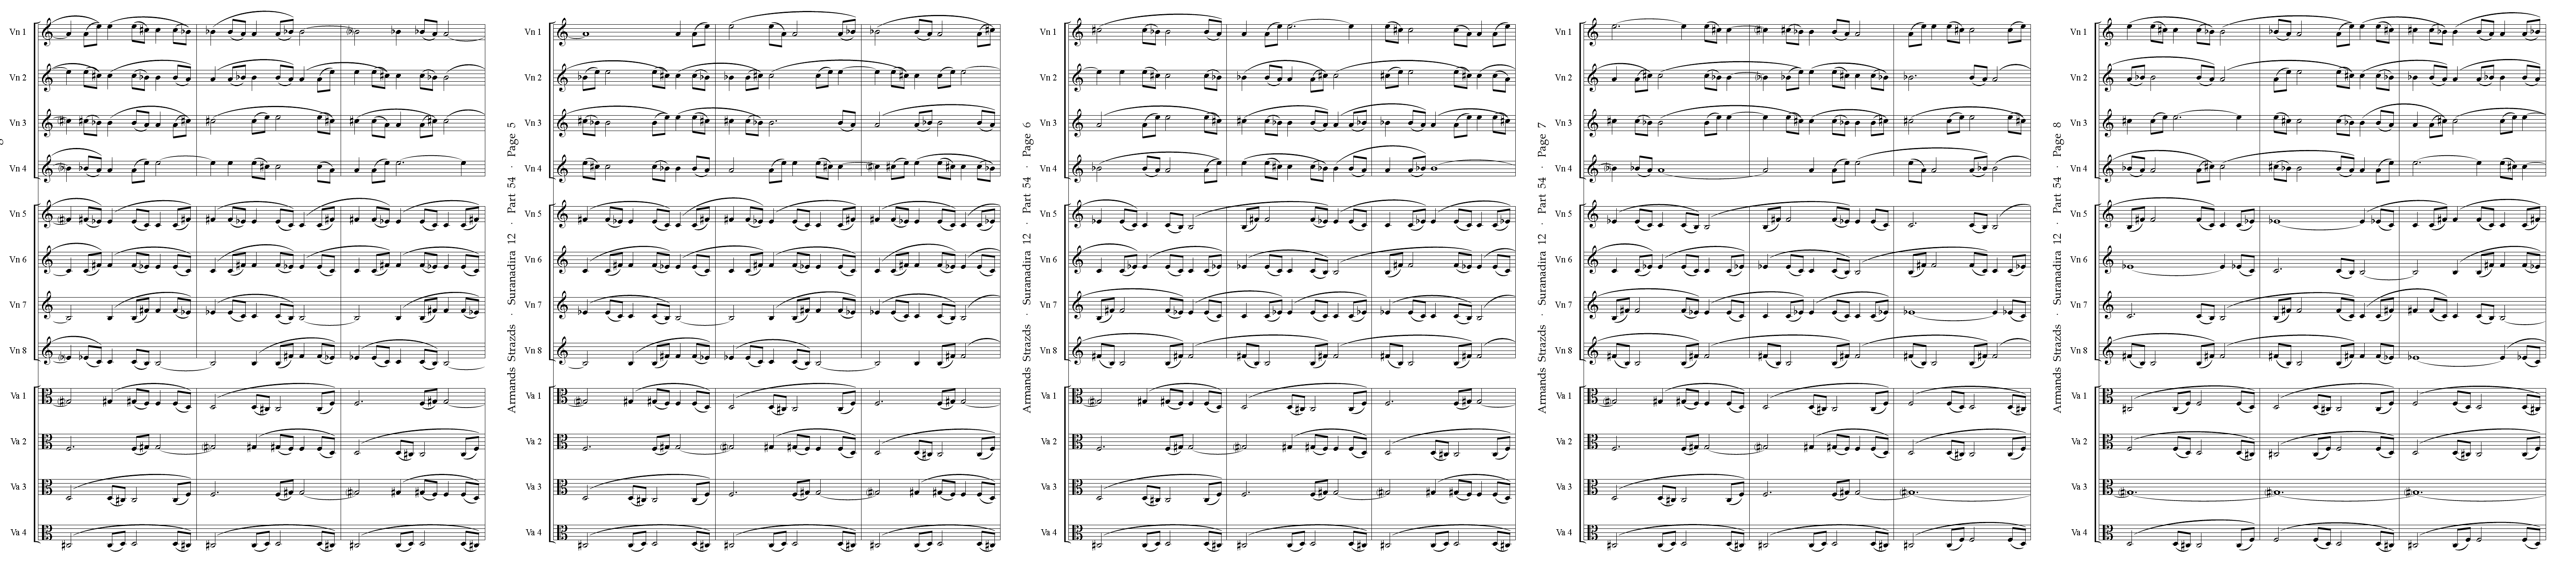 Vn 1
Vn 2
Vn 3
Vn 4
Vn 5
Vn 6
Vn 7
Vn 8
Va 1
Va 2
Va 3
Va 4
Armands Strazds · Suranadira 12 · Part 54 · Page 5
Vn 1
Vn 2
Vn 3
Vn 4
Vn 5
Vn 6
Vn 7
Vn 8
Va 1
Va 2
Va 3
Va 4
Armands Strazds · Suranadira 12 · Part 54 · Page 6
Vn 1
Vn 2
Vn 3
Vn 4
Vn 5
Vn 6
Vn 7
Vn 8
Va 1
Va 2
Va 3
Va 4
Armands Strazds · Suranadira 12 · Part 54 · Page 7
Vn 1
Vn 2
Vn 3
Vn 4
Vn 5
Vn 6
Vn 7
Vn 8
Va 1
Va 2
Va 3
Va 4
Armands Strazds · Suranadira 12 · Part 54 · Page 8
Vn 1
Vn 2
Vn 3
Vn 4
Vn 5
Vn 6
Vn 7
Vn 8
Va 1
Va 2
Va 3
Va 4